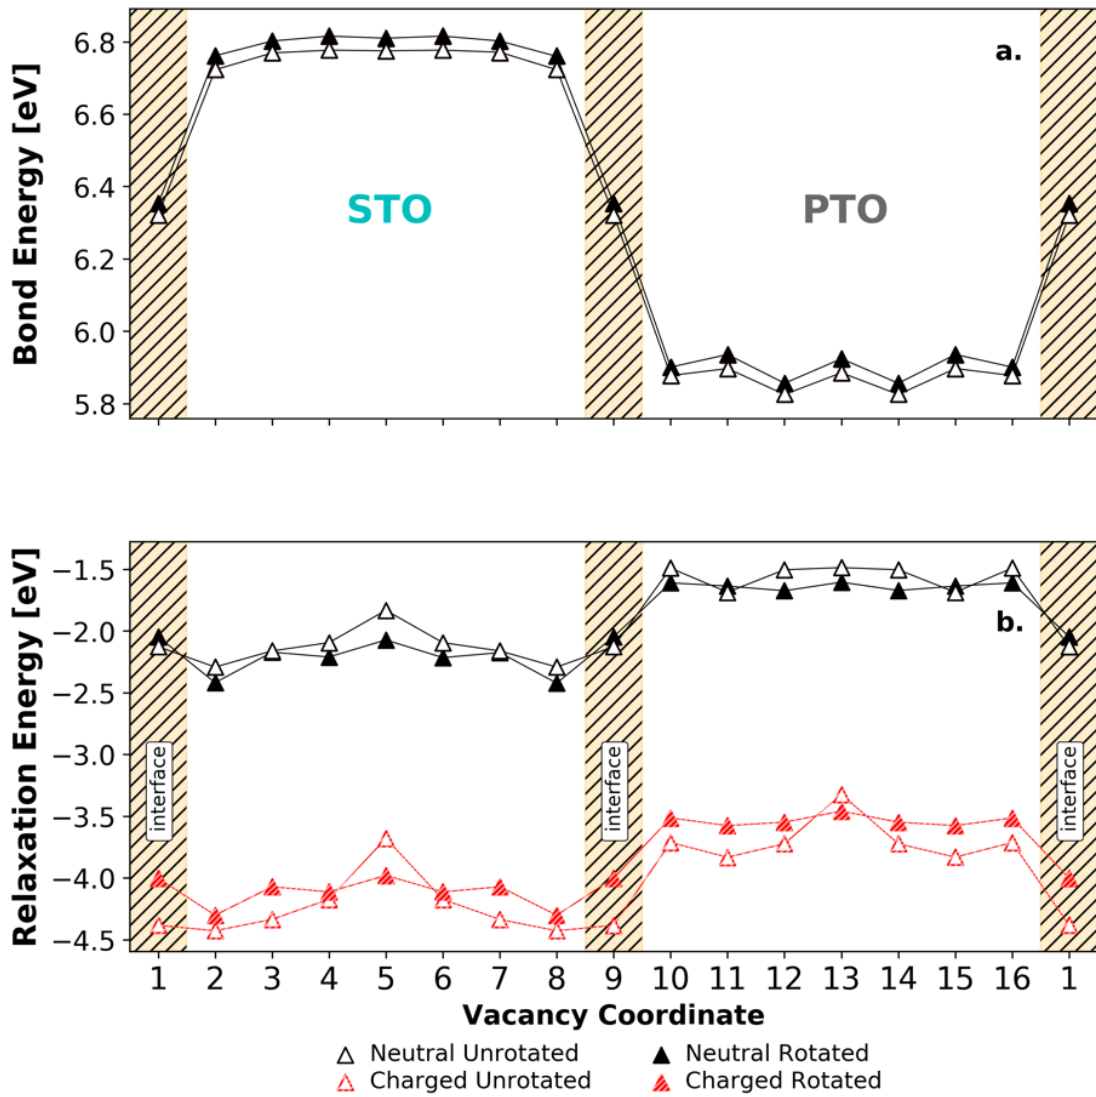 Bond Energy [eV]
6.8
6.6
6.4
6.2
6.0
5.8
a.
STO
PTO
Relaxation Energy [eV]
−1.5
−2.0
−2.5
−3.0
−3.5
−4.0
−4.5
b.
interface
interface
interface
1 2 3 4 5 6 7 8 9 10 11 12 13 14 15 16 1
Vacancy Coordinate
Neutral Unrotated
Neutral Rotated
Charged Unrotated
Charged Rotated